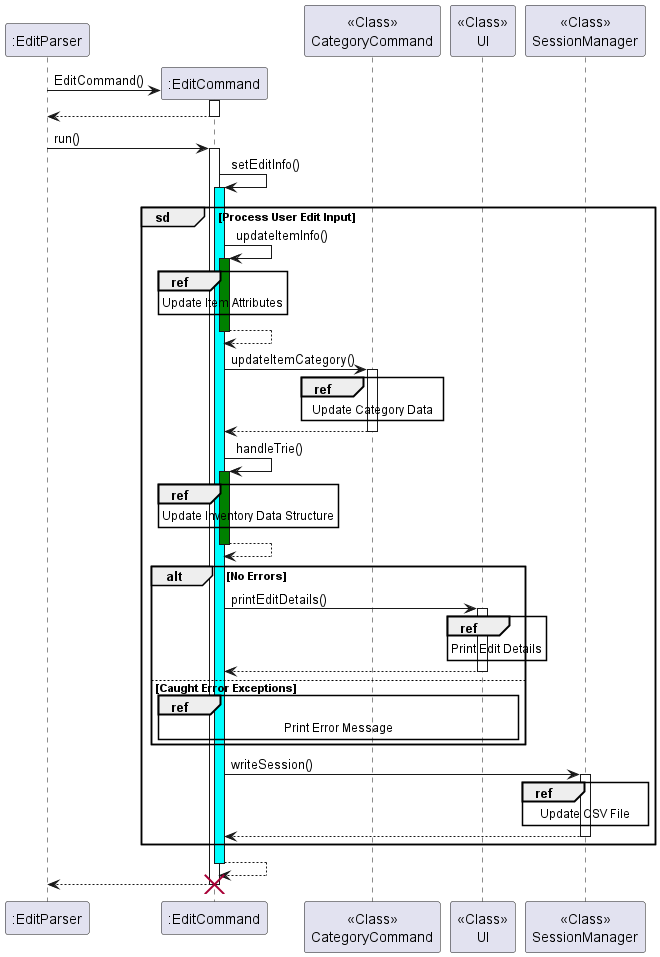 :EditParser
«Class»
CategoryCommand
«Class»
UI
«Class»
SessionManager
EditCommand()
:EditCommand
run()
setEditInfo()
sd
[Process User Edit Input]
updateItemInfo()
ref
Update Item Attributes
updateItemCategory()
ref
Update Category Data
handleTrie()
ref
Update Inventory Data Structure
alt
[No Errors]
printEditDetails()
ref
Print Edit Details
[Caught Error Exceptions]
ref
Print Error Message
writeSession()
ref
Update CSV File
:EditParser
:EditCommand
«Class»
CategoryCommand
«Class»
UI
«Class»
SessionManager